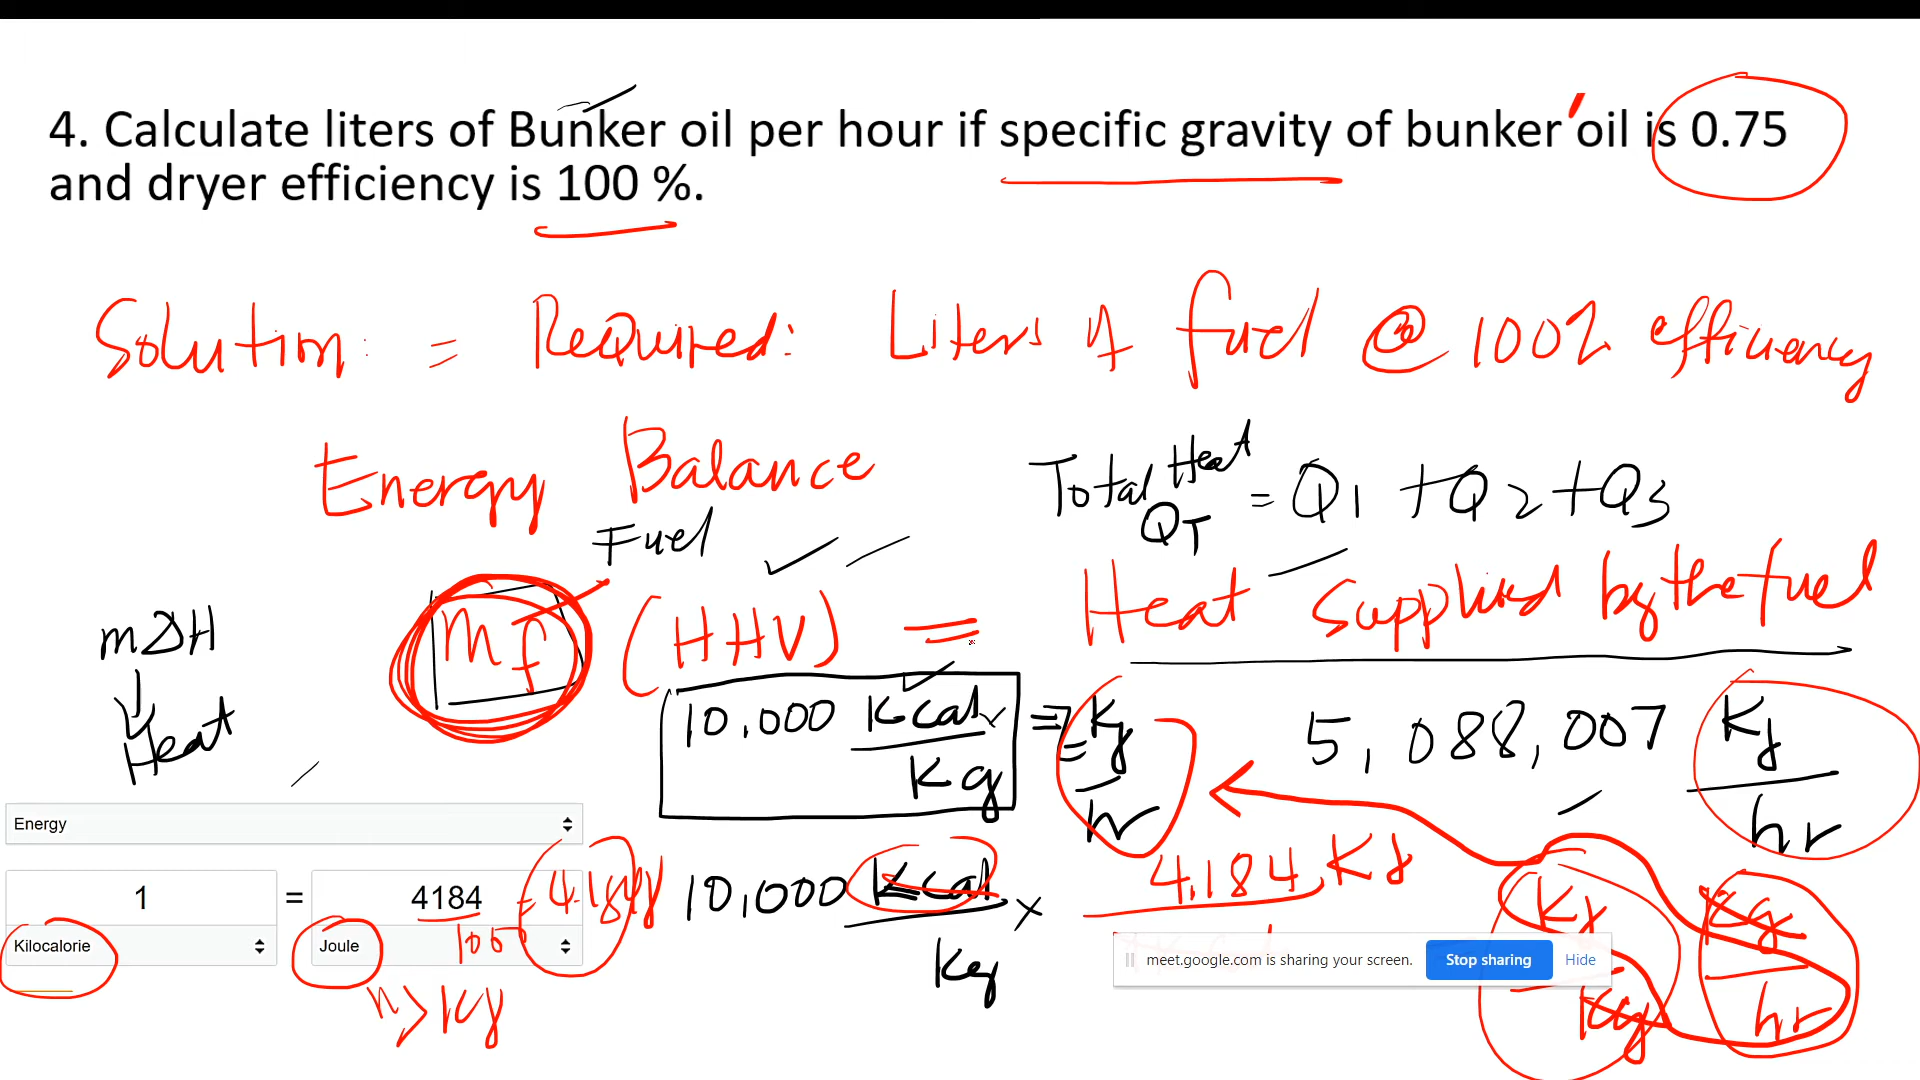 4. Calculate liters of Bunker oil per hour if specific gravity of bunker oil is 0.75
and dryer efficiency is 100 %.
Solution: = Required: Liters of fuel @ 100% efficiency
Energy Balance
Total Heat
QT = Q1 + Q2 + Q3
Fuel
mΔH
Heat
Mf (HHV) = Heat supplied by the fuel
10,000 Kcal/Kg => KJ/hr
5,088,007 KJ/hr
Energy
1 = 4184 = 4.184
Kilocalorie
Joule
=> KJ
10,000 Kcal/Kg x 4.184 KJ
KJ/Kg
Kg/hr
meet.google.com is sharing your screen.
Stop sharing
Hide